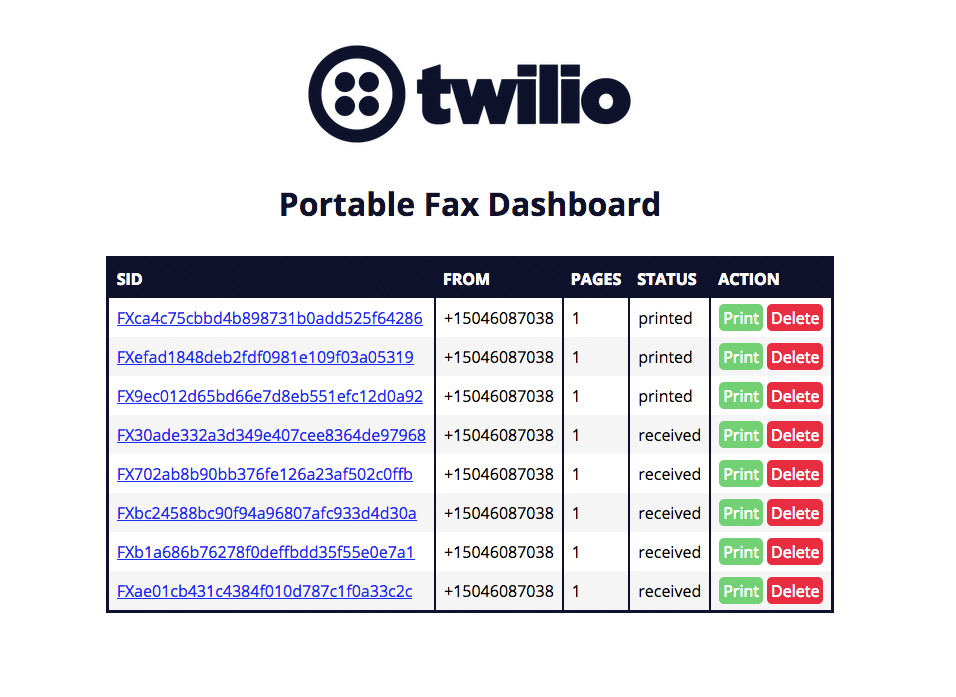 twilio
Portable Fax Dashboard
SID FROM PAGES STATUS ACTION
FXca4c75cbbd4b898731b0add525f64286 +15046087038 1 printed Print Delete
FXefad1848deb2fdf0981e109f03a05319 +15046087038 1 printed Print Delete
FX9ec012d65bd66e7d8eb551efc12d0a92 +15046087038 1 printed Print Delete
FX30ade332a3d349e407cee8364de97968 +15046087038 1 received Print Delete
FX702ab8b90bb376fe126a23af502c0ffb +15046087038 1 received Print Delete
FXbc24588bc90f94a96807afc933d4d30a +15046087038 1 received Print Delete
FXb1a686b76278f0deffbdd35f55e0e7a1 +15046087038 1 received Print Delete
FXae01cb431c4384f010d787c1f0a33c2c +15046087038 1 received Print Delete